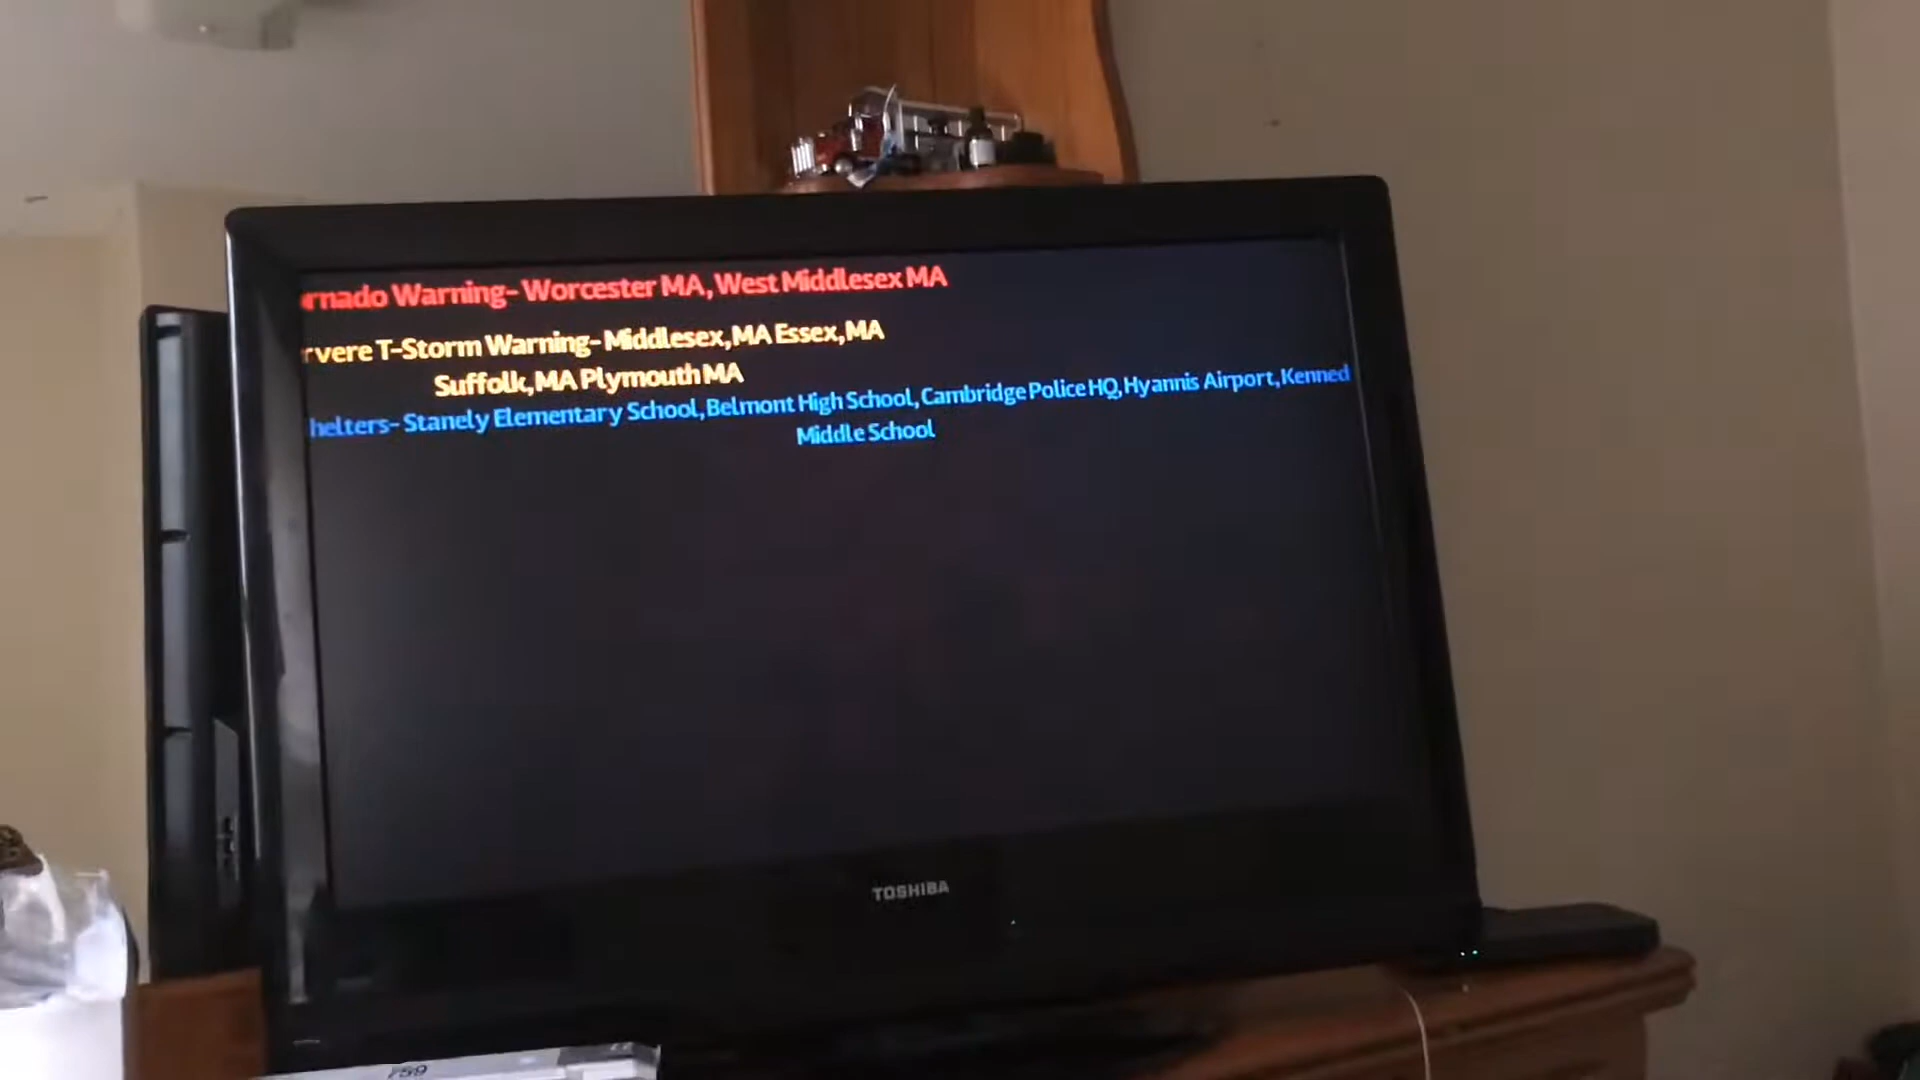 rnado Warning- Worcester MA, West Middlesex MA
rvere T-Storm Warning- Middlesex, MA Essex, MA
Suffolk, MA Plymouth MA
helters- Stanely Elementary School, Belmont High School, Cambridge Police HQ, Hyannis Airport, Kenned
Middle School
TOSHIBA